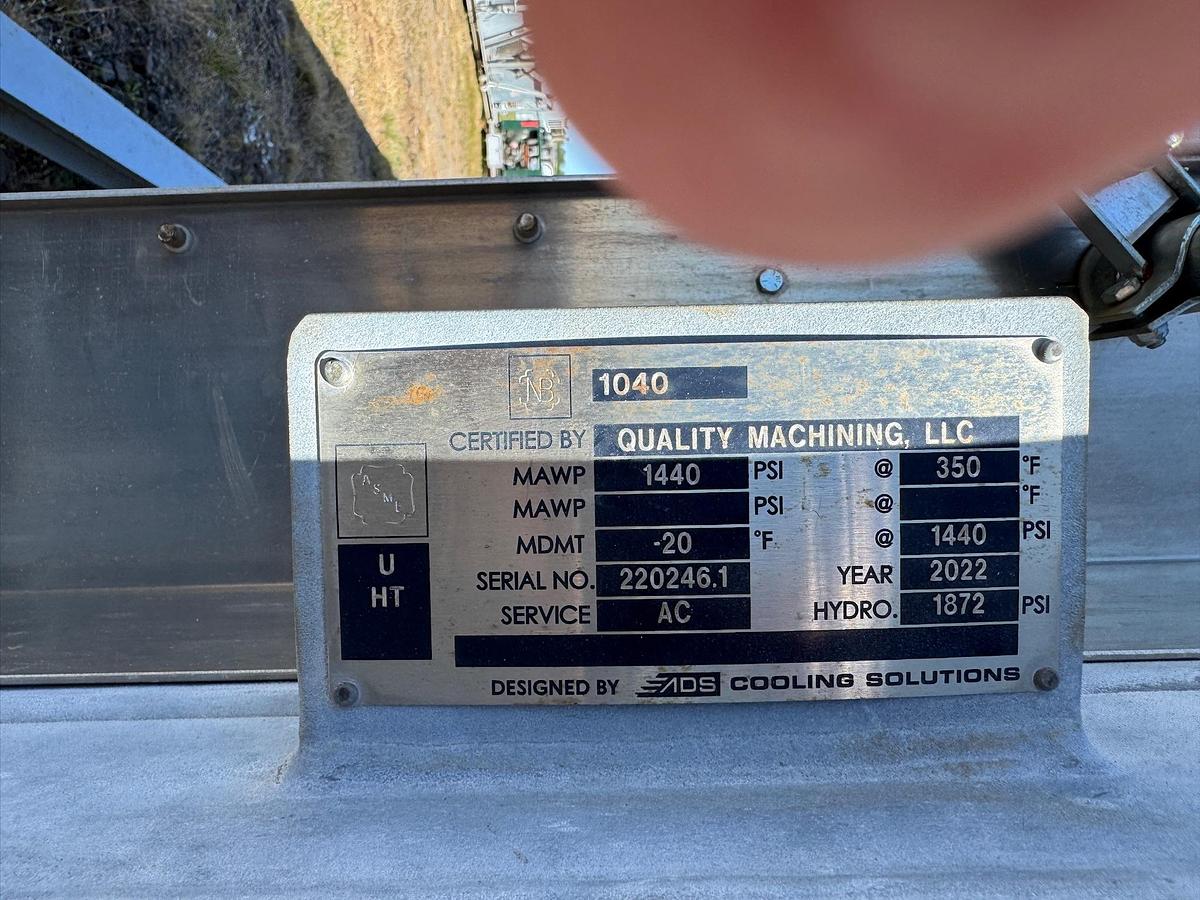 NB 1040
CERTIFIED BY QUALITY MACHINING, LLC
ASME
MAWP 1440 PSI @ 350 °F
MAWP PSI @ °F
MDMT -20 °F @ 1440 PSI
U
HT
SERIAL NO. 220246.1 YEAR 2022
SERVICE AC HYDRO. 1872 PSI
DESIGNED BY ADS COOLING SOLUTIONS